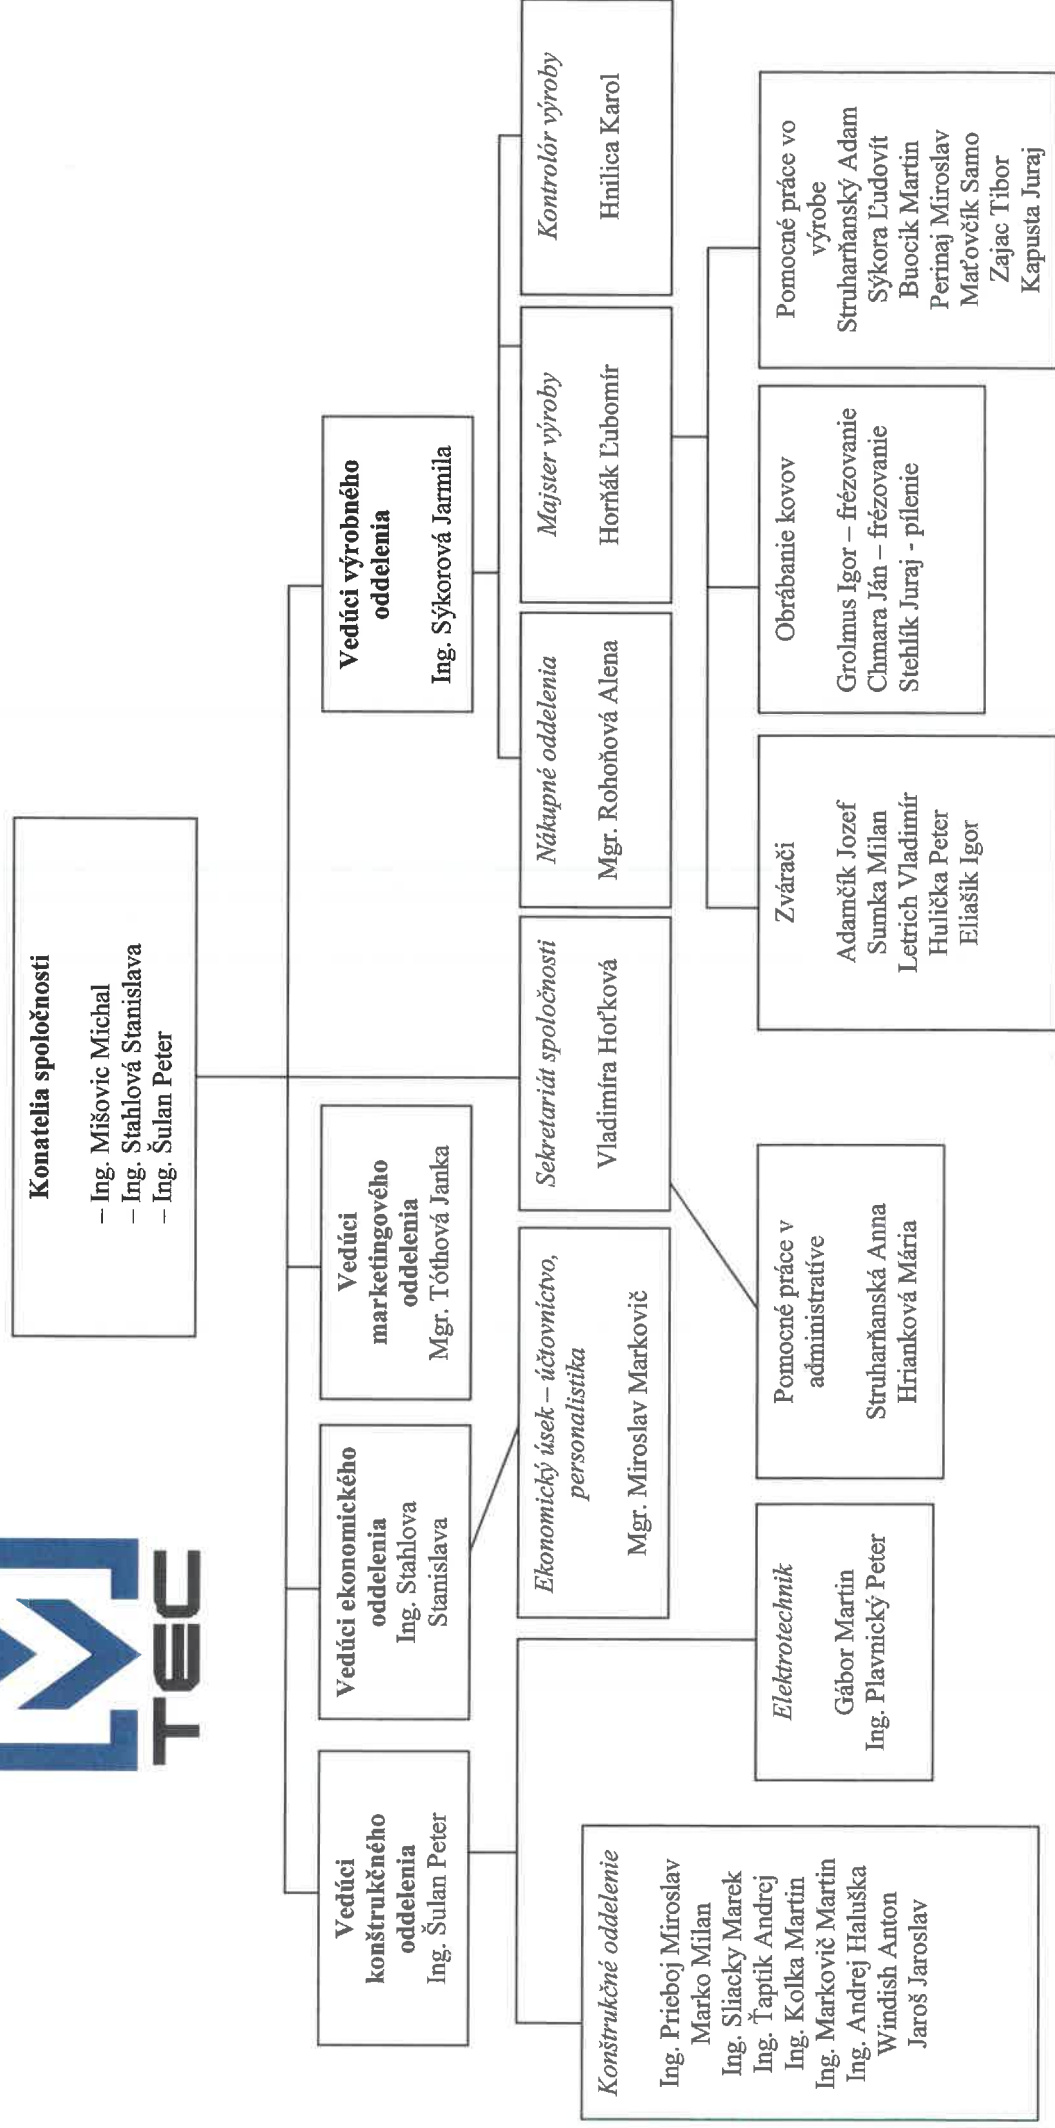 TEC
Konatelia spoločnosti
– Ing. Mišovic Michal
– Ing. Stahlová Stanislava
– Ing. Šulan Peter
Vedúci
konštrukčného
oddelenia
Ing. Šulan Peter
Vedúci ekonomického
oddelenia
Ing. Stahlova
Stanislava
Vedúci
marketingového
oddelenia
Mgr. Tóthová Janka
Vedúci výrobného
oddelenia
Ing. Sýkorová Jarmila
Ekonomický úsek – účtovníctvo,
personalistika
Mgr. Miroslav Markovič
Sekretariát spoločnosti
Vladimíra Hoťková
Nákupné oddelenia
Mgr. Rohoňová Alena
Majster výroby
Horňák Ľubomír
Kontrolór výroby
Hnilica Karol
Konštrukčné oddelenie
Ing. Prieboj Miroslav
Marko Milan
Ing. Sliacky Marek
Ing. Ťaptik Andrej
Ing. Kolka Martin
Ing. Markovič Martin
Ing. Andrej Haluška
Windish Anton
Jaroš Jaroslav
Elektrotechnik
Gábor Martin
Ing. Plavnický Peter
Pomocné práce v
administratíve
Struharňanská Anna
Hrianková Mária
Zvárači
Adamčík Jozef
Sumka Milan
Letrich Vladimír
Hulička Peter
Eliašik Igor
Obrábanie kovov
Grolmus Igor – frézovanie
Chmara Ján – frézovanie
Stehlík Juraj - pílenie
Pomocné práce vo
výrobe
Struharňanský Adam
Sýkora Ľudovít
Buocik Martin
Perinaj Miroslav
Maťovčík Samo
Zajac Tibor
Kapusta Juraj